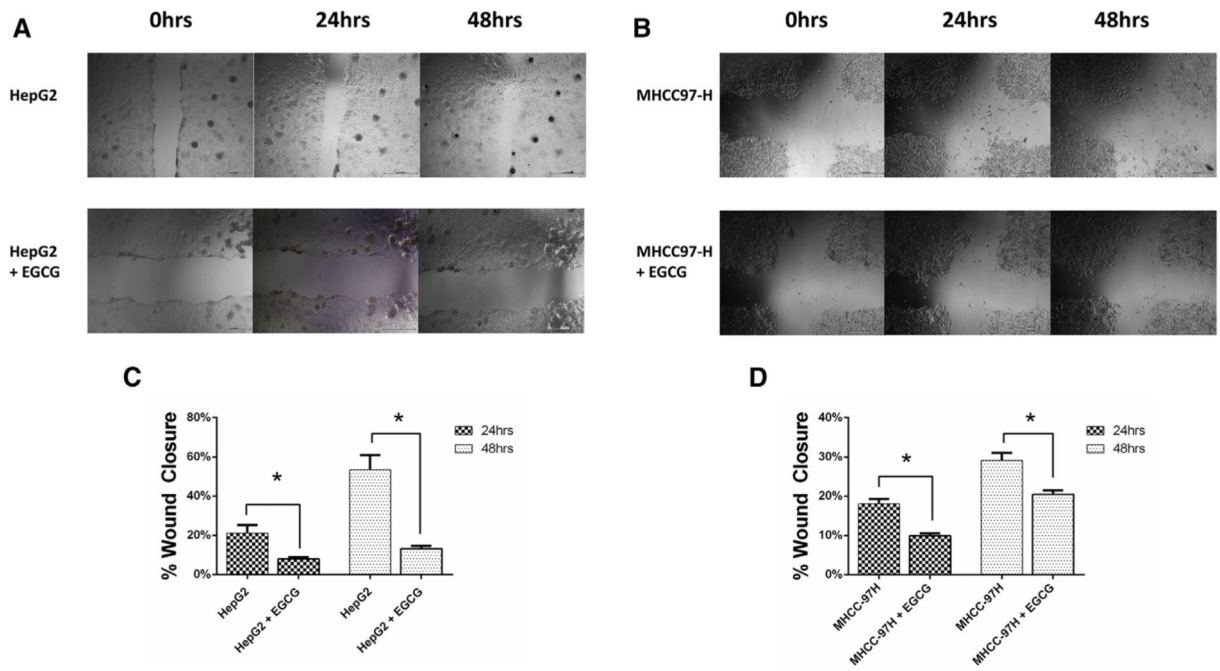 A
0hrs 24hrs 48hrs
HepG2
HepG2
+ EGCG
B
0hrs 24hrs 48hrs
MHCC97-H
MHCC97-H
+ EGCG
C
% Wound Closure
80%
60%
40%
20%
0%
*
*
24hrs
48hrs
HepG2
HepG2 + EGCG
HepG2
HepG2 + EGCG
D
% Wound Closure
40%
30%
20%
10%
0%
*
*
24hrs
48hrs
MHCC-97H
MHCC-97H + EGCG
MHCC-97H
MHCC-97H + EGCG